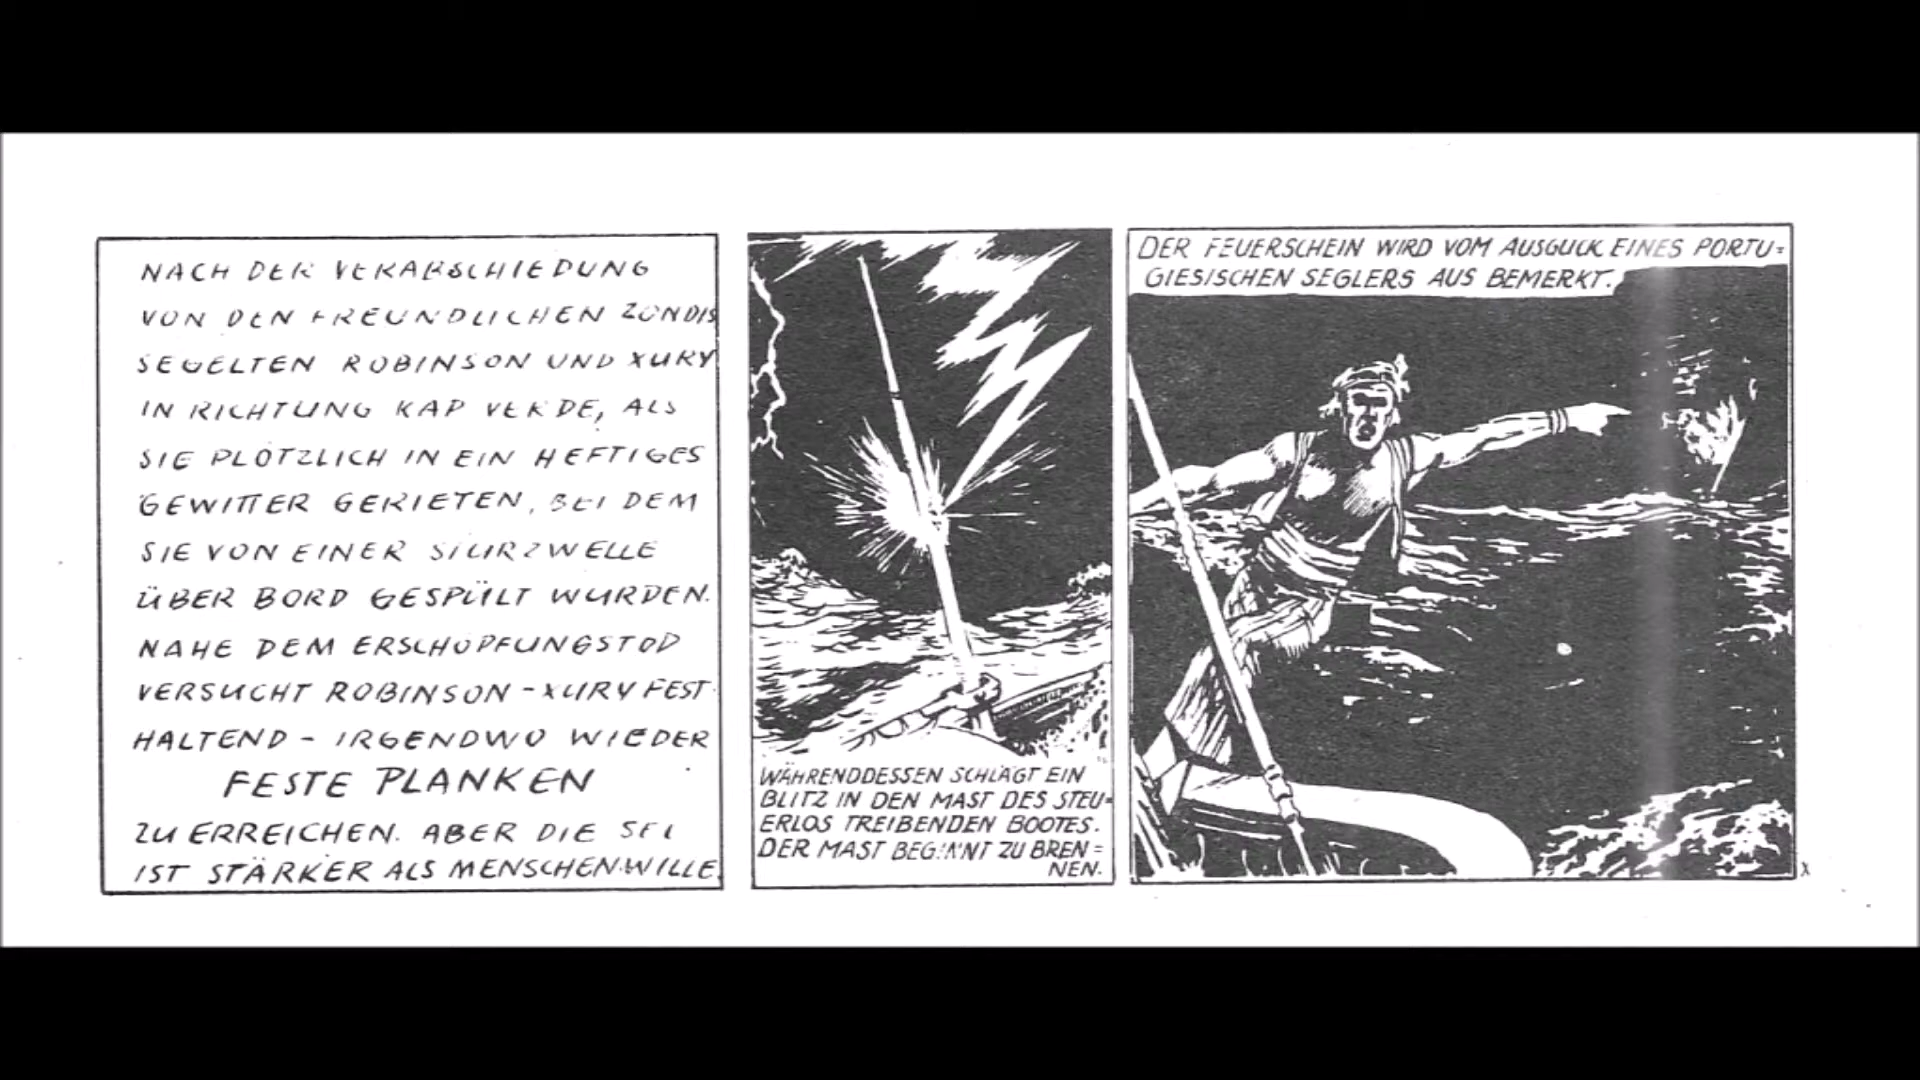 NACH DER VERABSCHIEDUNG
VON DEN FREUNDLICHEN ZONDIS
SEGELTEN ROBINSON UND XURY
IN RICHTUNG KAP VERDE, ALS
SIE PLÖTZLICH IN EIN HEFTIGES
GEWITTER GERIETEN, BEI DEM
SIE VON EINER STURZWELLE
ÜBER BORD GESPÜLT WURDEN.
NAHE DEM ERSCHÖPFUNGSTOD
VERSUCHT ROBINSON - XURY FEST
HALTEND - IRGENDWO WIEDER
FESTE PLANKEN
ZU ERREICHEN. ABER DIE SEE
IST STÄRKER ALS MENSCHENWILLE.
WÄHRENDDESSEN SCHLÄGT EIN
BLITZ IN DEN MAST DES STEU=
ERLOS TREIBENDEN BOOTES.
DER MAST BEGINNT ZU BREN=
NEN.
DER FEUERSCHEIN WIRD VOM AUSGUCK EINES PORTU=
GIESISCHEN SEGLERS AUS BEMERKT.